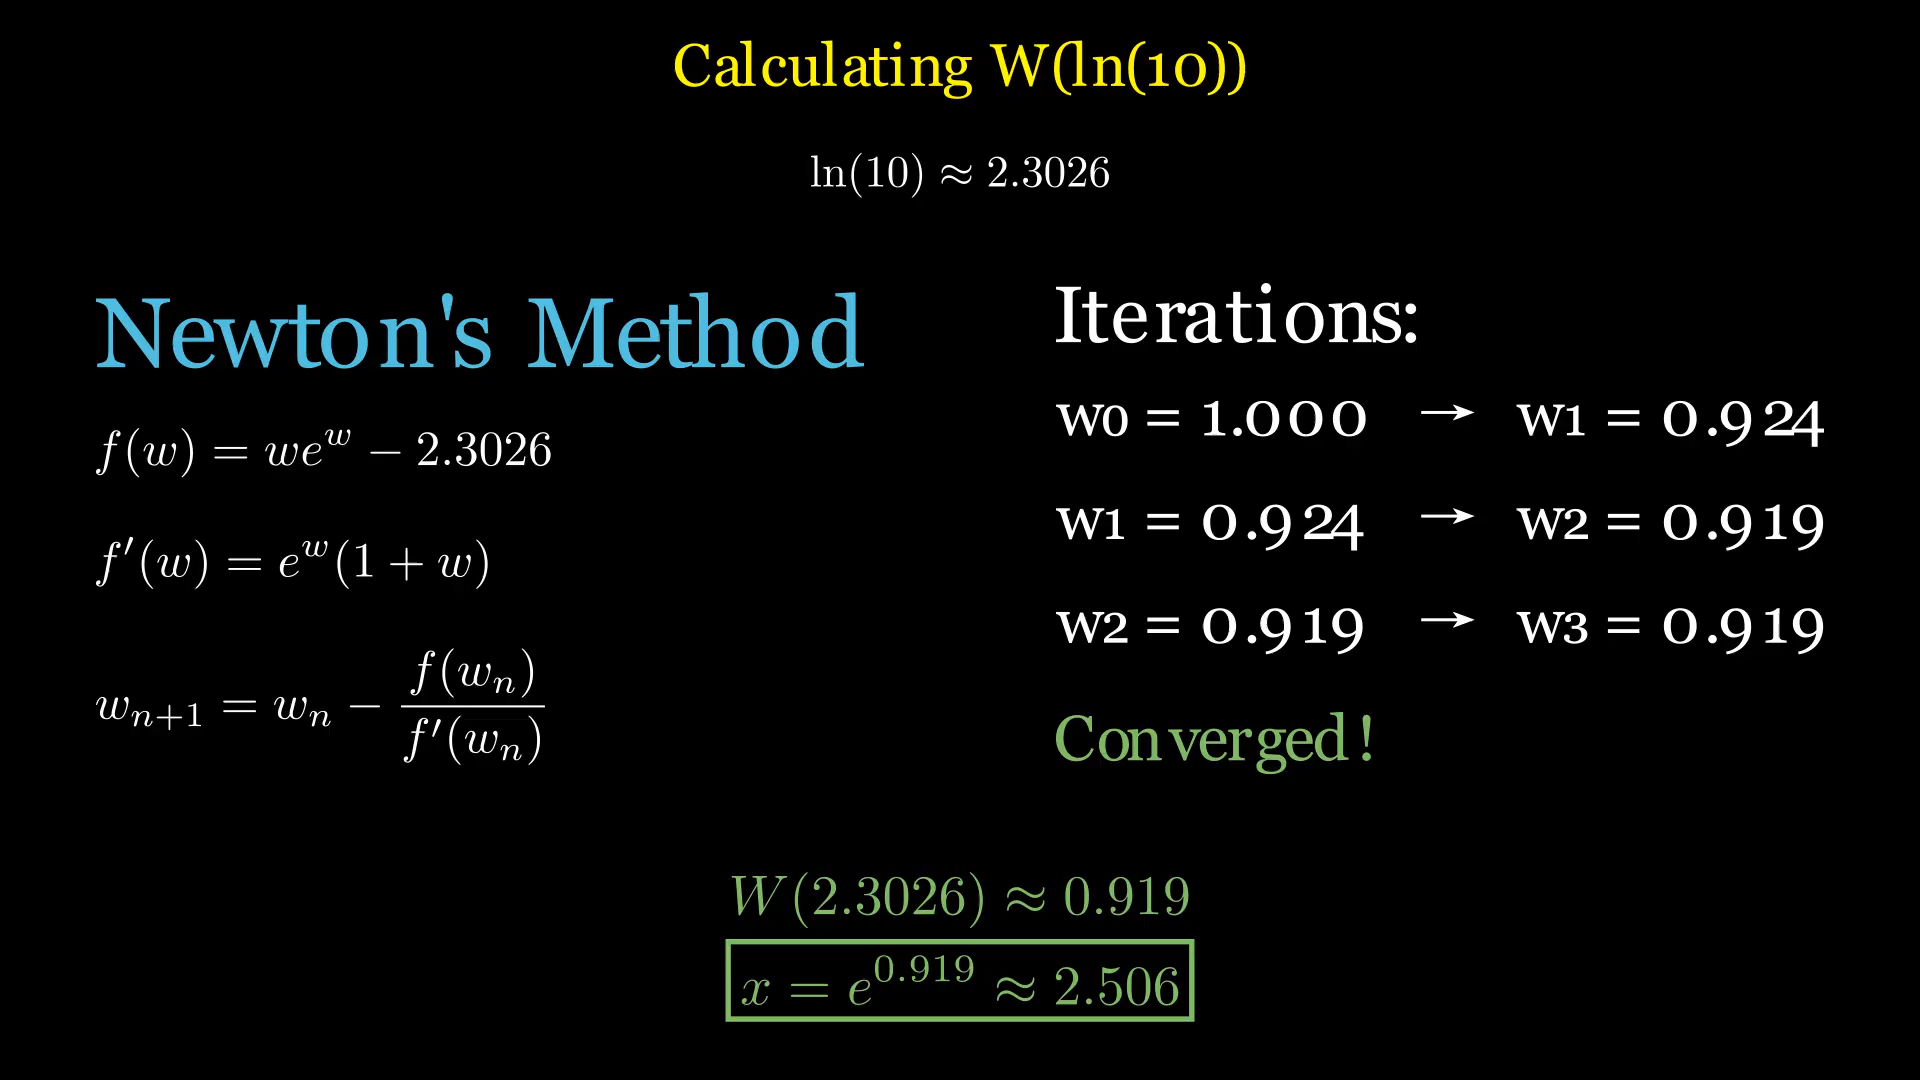 Calculating W(ln(10))
ln(10) ≈ 2.3026
Newton's Method
f(w) = we^w − 2.3026
f′(w) = e^w(1 + w)
w_{n+1} = w_n − \frac{f(w_n)}{f′(w_n)}
Iterations:
w0 = 1.000 → w1 = 0.924
w1 = 0.924 → w2 = 0.919
w2 = 0.919 → w3 = 0.919
Converged!
W(2.3026) ≈ 0.919
x = e^{0.919} ≈ 2.506